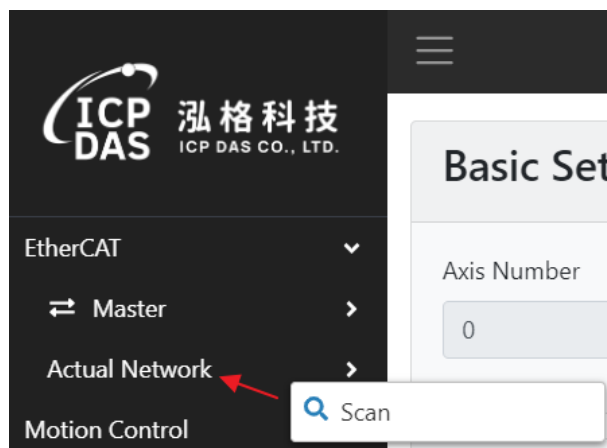 ICP
DAS
泓格科技
ICP DAS CO., LTD.
EtherCAT
Master
Actual Network
Motion Control
Basic Set
Axis Number
0
Scan